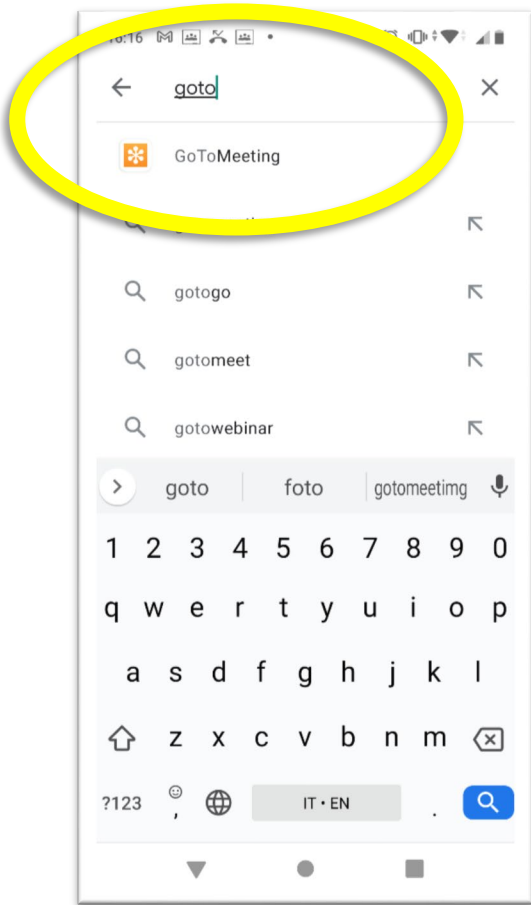 16:16
goto
GoToMeeting
gotogo
gotomeet
gotowebinar
goto foto gotomeetimg
1 2 3 4 5 6 7 8 9 0
q w e r t y u i o p
a s d f g h j k l
z x c v b n m
?123 , IT • EN .